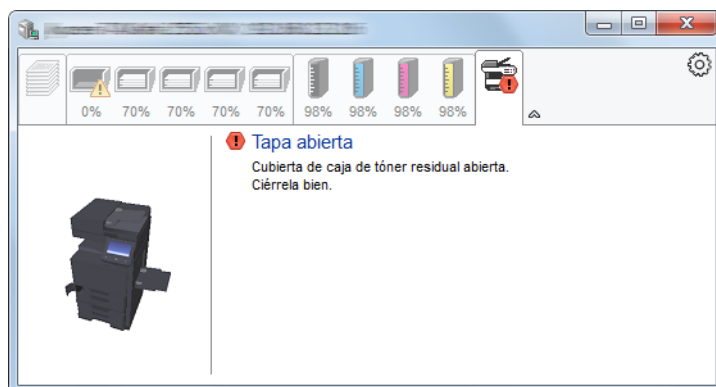 0% 70% 70% 70% 70% 98% 98% 98% 98%
Tapa abierta
Cubierta de caja de tóner residual abierta.
Ciérrela bien.